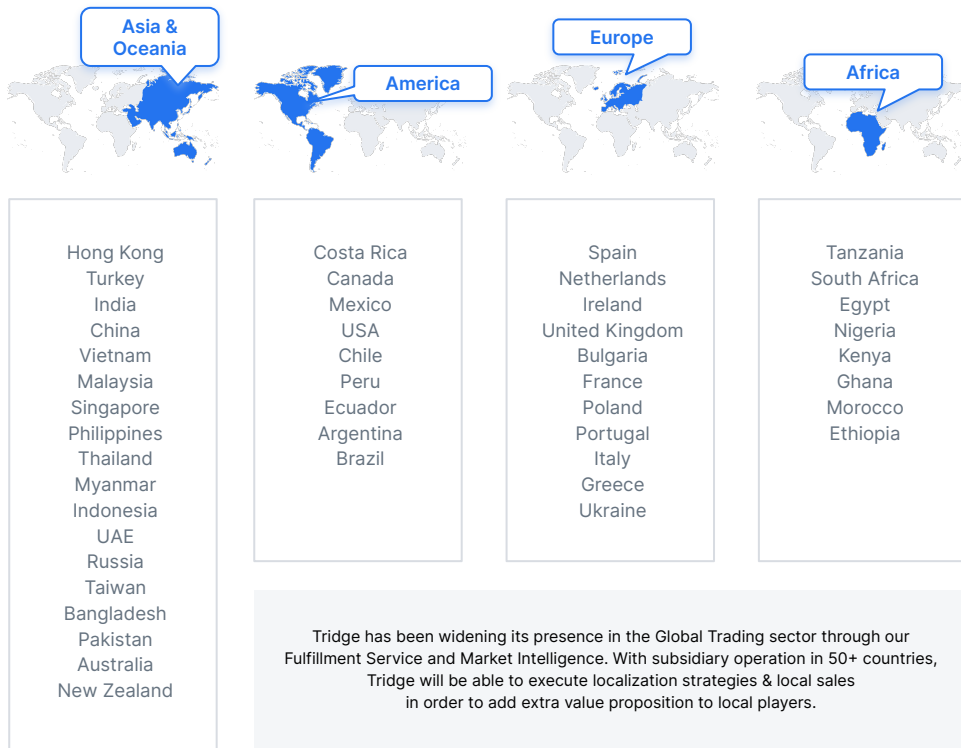 Asia &
Oceania
America
Europe
Africa
Hong Kong
Turkey
India
China
Vietnam
Malaysia
Singapore
Philippines
Thailand
Myanmar
Indonesia
UAE
Russia
Taiwan
Bangladesh
Pakistan
Australia
New Zealand
Costa Rica
Canada
Mexico
USA
Chile
Peru
Ecuador
Argentina
Brazil
Spain
Netherlands
Ireland
United Kingdom
Bulgaria
France
Poland
Portugal
Italy
Greece
Ukraine
Tanzania
South Africa
Egypt
Nigeria
Kenya
Ghana
Morocco
Ethiopia
Tridge has been widening its presence in the Global Trading sector through our
Fulfillment Service and Market Intelligence. With subsidiary operation in 50+ countries,
Tridge will be able to execute localization strategies & local sales
in order to add extra value proposition to local players.